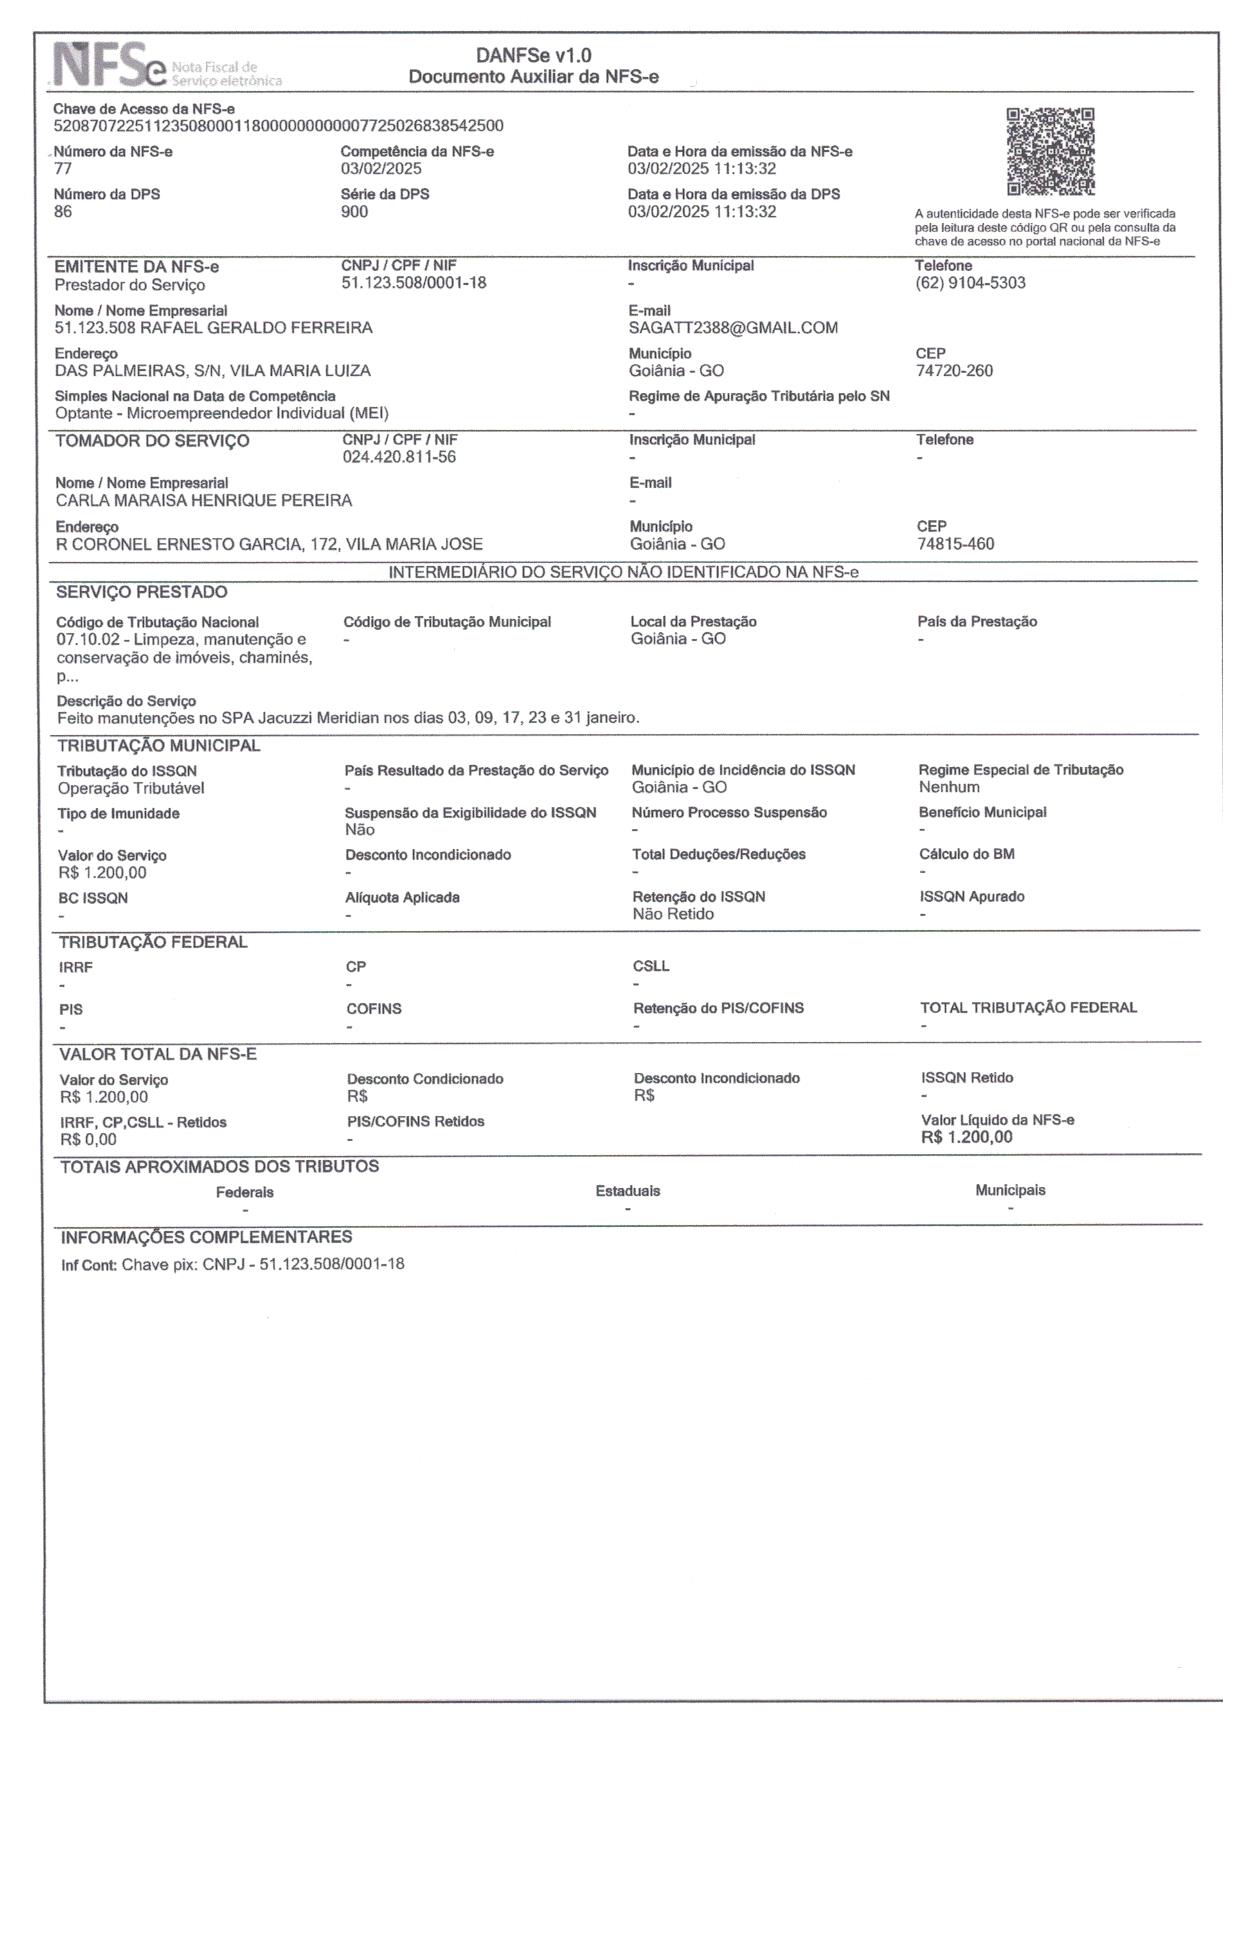 NFSe Nota Fiscal de
Serviço eletrônica
DANFSe v1.0
Documento Auxiliar da NFS-e
Chave de Acesso da NFS-e
52087072251123508000118000000000007725026838542500
Número da NFS-e Competência da NFS-e Data e Hora da emissão da NFS-e
77 03/02/2025 03/02/2025 11:13:32
Número da DPS Série da DPS Data e Hora da emissão da DPS
86 900 03/02/2025 11:13:32
A autenticidade desta NFS-e pode ser verificada
pela leitura deste código QR ou pela consulta da
chave de acesso no portal nacional da NFS-e
EMITENTE DA NFS-e CNPJ / CPF / NIF Inscrição Municipal Telefone
Prestador do Serviço 51.123.508/0001-18 - (62) 9104-5303
Nome / Nome Empresarial E-mail
51.123.508 RAFAEL GERALDO FERREIRA SAGATT2388@GMAIL.COM
Endereço Município CEP
DAS PALMEIRAS, S/N, VILA MARIA LUIZA Goiânia - GO 74720-260
Simples Nacional na Data de Competência Regime de Apuração Tributária pelo SN
Optante - Microempreendedor Individual (MEI) -
TOMADOR DO SERVIÇO CNPJ / CPF / NIF Inscrição Municipal Telefone
024.420.811-56 - -
Nome / Nome Empresarial E-mail
CARLA MARAISA HENRIQUE PEREIRA -
Endereço Município CEP
R CORONEL ERNESTO GARCIA, 172, VILA MARIA JOSE Goiânia - GO 74815-460
INTERMEDIÁRIO DO SERVIÇO NÃO IDENTIFICADO NA NFS-e
SERVIÇO PRESTADO
Código de Tributação Nacional Código de Tributação Municipal Local da Prestação País da Prestação
07.10.02 - Limpeza, manutenção e - Goiânia - GO -
conservação de imóveis, chaminés,
p...
Descrição do Serviço
Feito manutenções no SPA Jacuzzi Meridian nos dias 03, 09, 17, 23 e 31 janeiro.
TRIBUTAÇÃO MUNICIPAL
Tributação do ISSQN País Resultado da Prestação do Serviço Município de Incidência do ISSQN Regime Especial de Tributação
Operação Tributável - Goiânia - GO Nenhum
Tipo de Imunidade Suspensão da Exigibilidade do ISSQN Número Processo Suspensão Benefício Municipal
- Não - -
Valor do Serviço Desconto Incondicionado Total Deduções/Reduções Cálculo do BM
R$ 1.200,00 - - -
BC ISSQN Alíquota Aplicada Retenção do ISSQN ISSQN Apurado
- - Não Retido -
TRIBUTAÇÃO FEDERAL
IRRF CP CSLL
- - -
PIS COFINS Retenção do PIS/COFINS TOTAL TRIBUTAÇÃO FEDERAL
- - - -
VALOR TOTAL DA NFS-E
Valor do Serviço Desconto Condicionado Desconto Incondicionado ISSQN Retido
R$ 1.200,00 R$ R$ -
IRRF, CP,CSLL - Retidos PIS/COFINS Retidos Valor Líquido da NFS-e
R$ 0,00 - R$ 1.200,00
TOTAIS APROXIMADOS DOS TRIBUTOS
Federais Estaduais Municipais
- - -
INFORMAÇÕES COMPLEMENTARES
Inf Cont: Chave pix: CNPJ - 51.123.508/0001-18